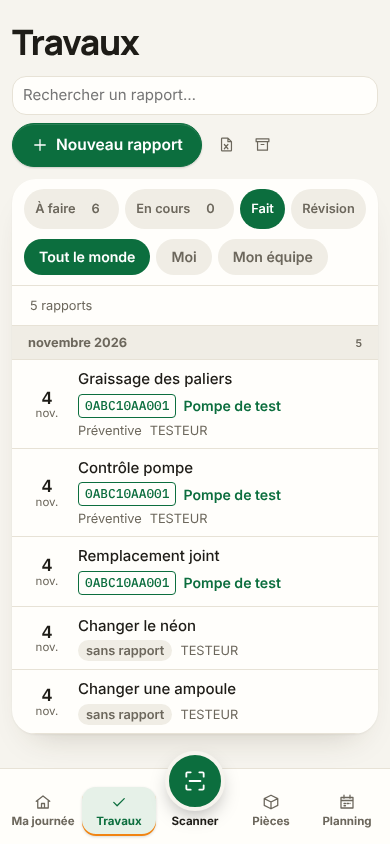 Travaux
Rechercher un rapport...
+ Nouveau rapport
À faire 6 En cours 0 Fait Révision
Tout le monde Moi Mon équipe
5 rapports
novembre 2026 5
4 nov.
Graissage des paliers
0ABC10AA001 Pompe de test
Préventive TESTEUR
4 nov.
Contrôle pompe
0ABC10AA001 Pompe de test
Préventive TESTEUR
4 nov.
Remplacement joint
0ABC10AA001 Pompe de test
4 nov.
Changer le néon
sans rapport TESTEUR
4 nov.
Changer une ampoule
sans rapport TESTEUR
Ma journée Travaux Scanner Pièces Planning